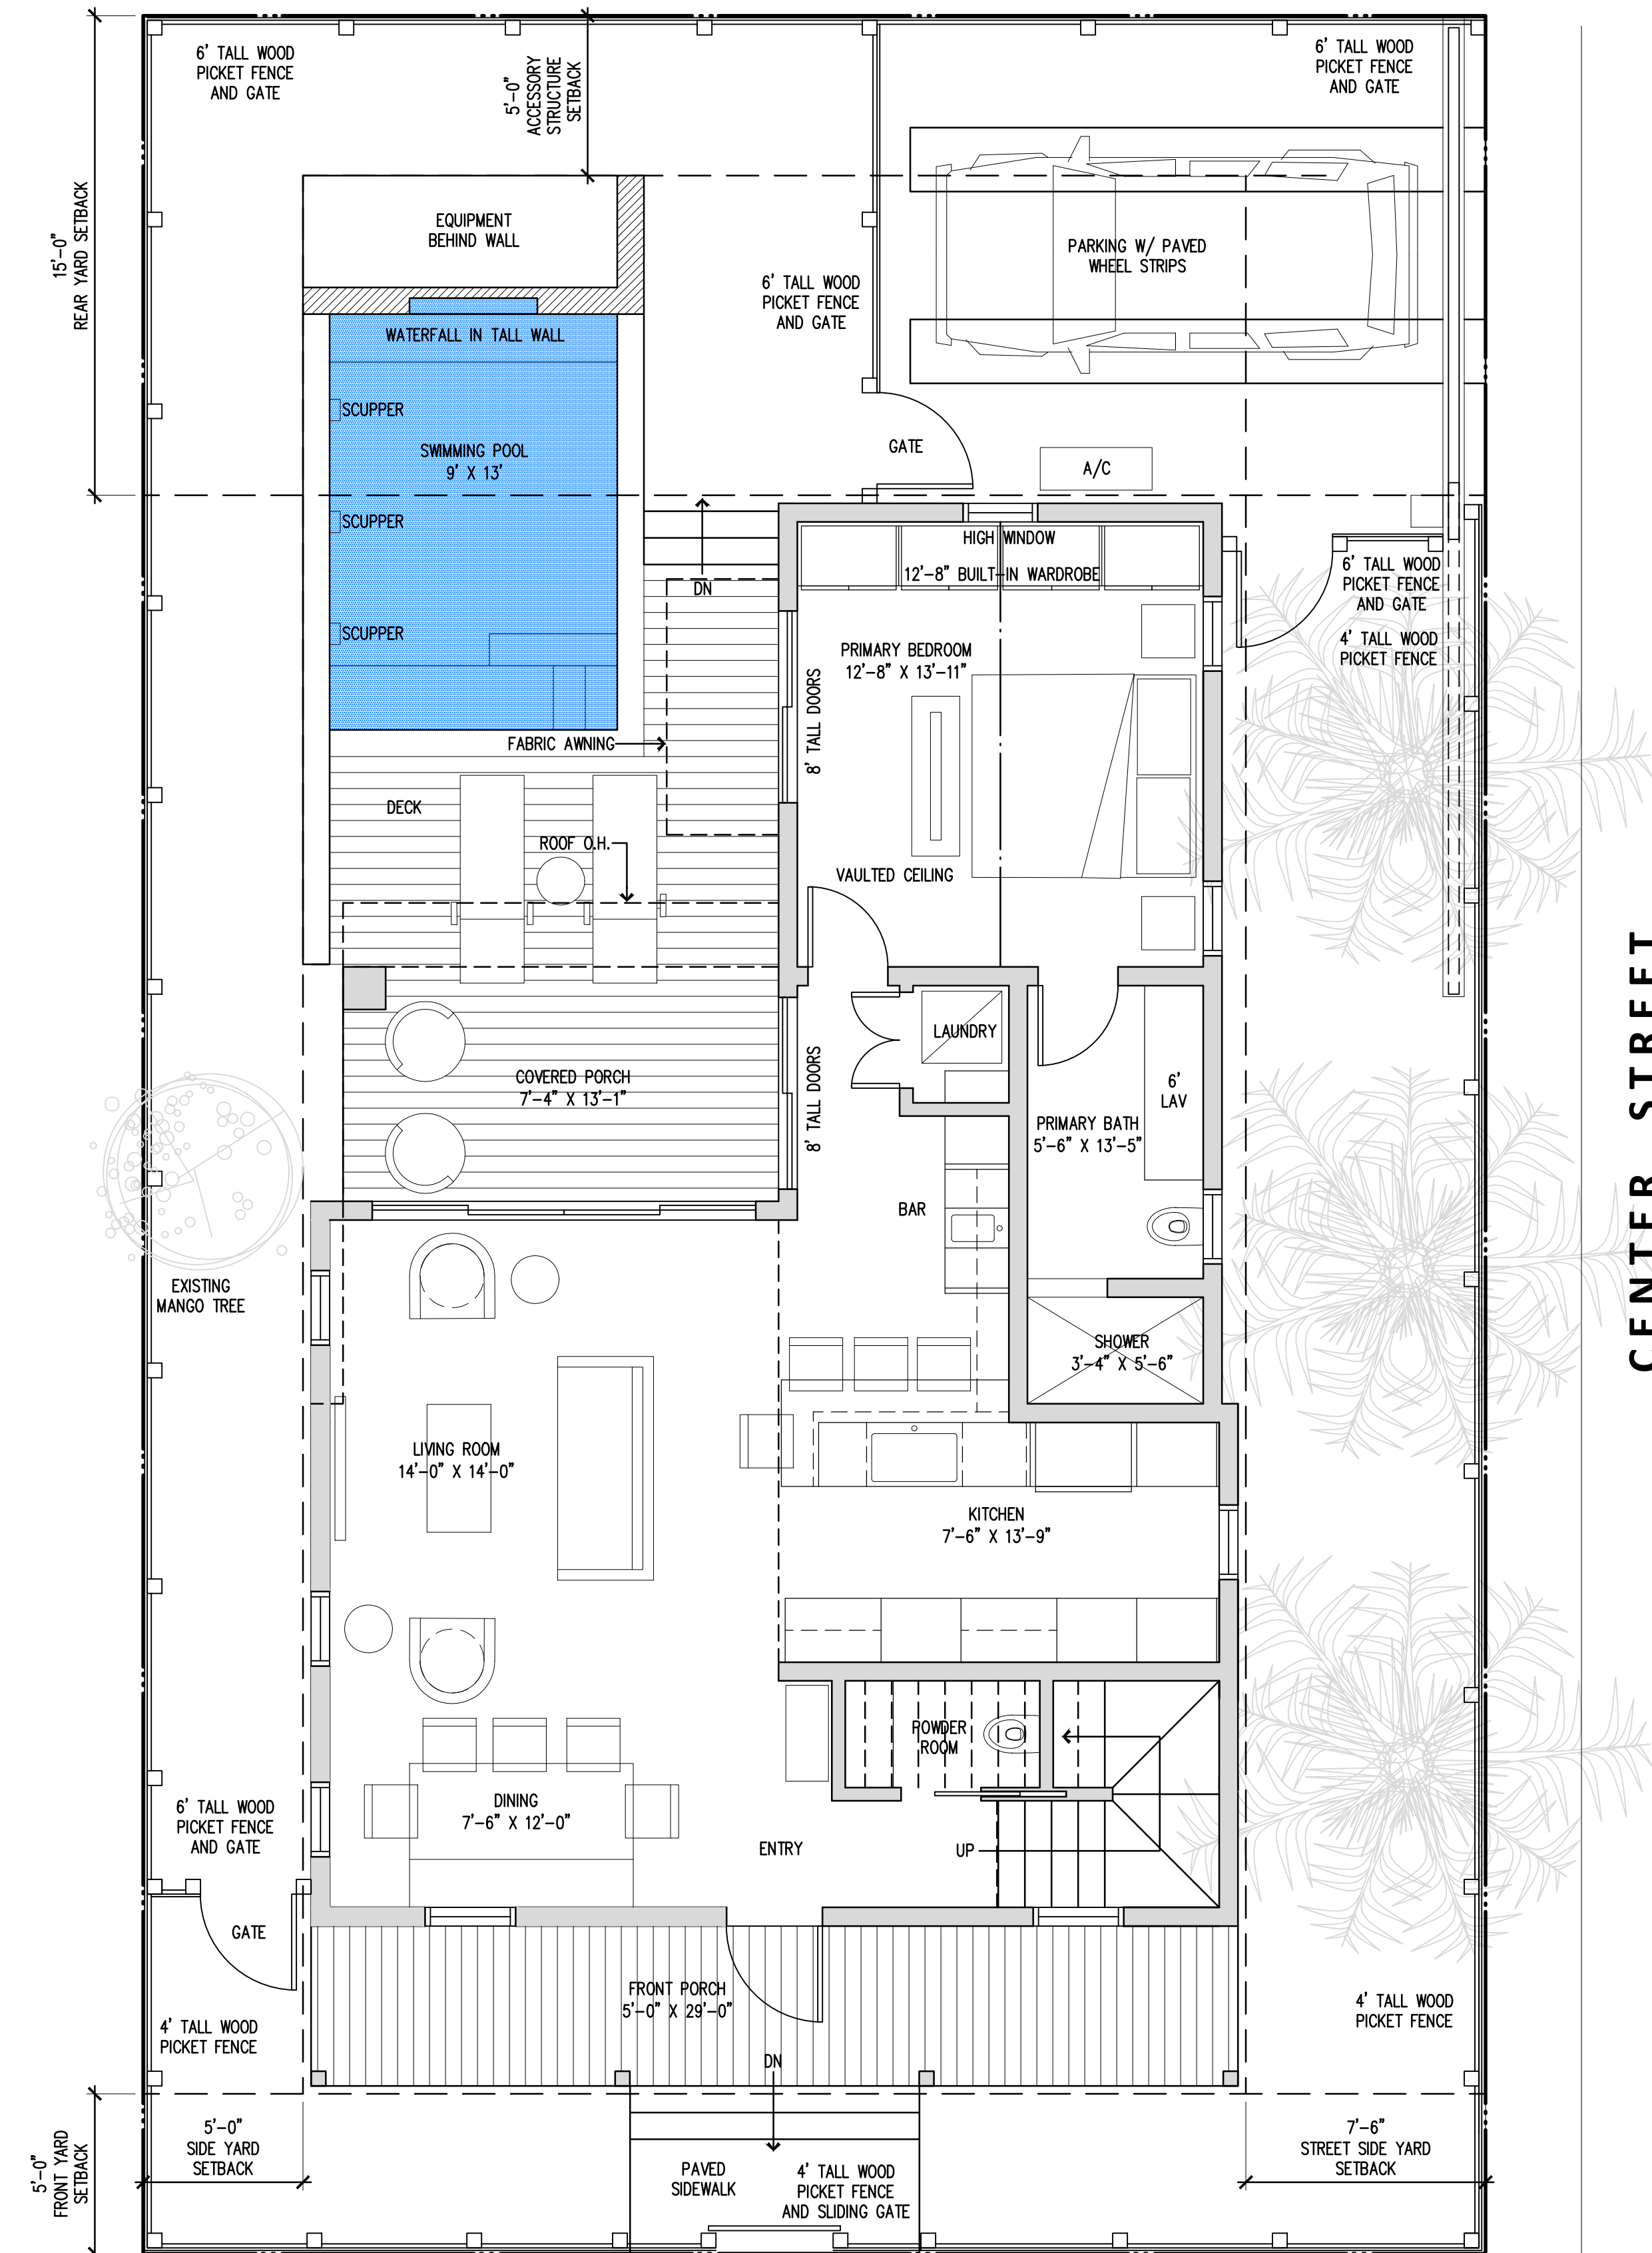 6' TALL WOOD
PICKET FENCE
AND GATE
5'-0"
ACCESSORY
STRUCTURE
SETBACK
6' TALL WOOD
PICKET FENCE
AND GATE
15'-0"
REAR YARD SETBACK
EQUIPMENT
BEHIND WALL
PARKING W/ PAVED
WHEEL STRIPS
6' TALL WOOD
PICKET FENCE
AND GATE
WATERFALL IN TALL WALL
SCUPPER
SWIMMING POOL
9' X 13'
GATE
A/C
SCUPPER
HIGH WINDOW
12'-8" BUILT-IN WARDROBE
DN
6' TALL WOOD
PICKET FENCE
AND GATE
SCUPPER
4' TALL WOOD
PICKET FENCE
PRIMARY BEDROOM
12'-8" X 13'-11"
8' TALL DOORS
FABRIC AWNING
DECK
ROOF O.H.
VAULTED CEILING
CENTER STREET
LAUNDRY
COVERED PORCH
7'-4" X 13'-1"
8' TALL DOORS
6'
LAV
PRIMARY BATH
5'-6" X 13'-5"
BAR
EXISTING
MANGO TREE
SHOWER
3'-4" X 5'-6"
LIVING ROOM
14'-0" X 14'-0"
KITCHEN
7'-6" X 13'-9"
POWDER
ROOM
DINING
7'-6" X 12'-0"
6' TALL WOOD
PICKET FENCE
AND GATE
ENTRY
UP
GATE
FRONT PORCH
5'-0" X 29'-0"
4' TALL WOOD
PICKET FENCE
4' TALL WOOD
PICKET FENCE
DN
5'-0"
FRONT YARD
SETBACK
5'-0"
SIDE YARD
SETBACK
7'-6"
STREET SIDE YARD
SETBACK
PAVED
SIDEWALK
4' TALL WOOD
PICKET FENCE
AND SLIDING GATE